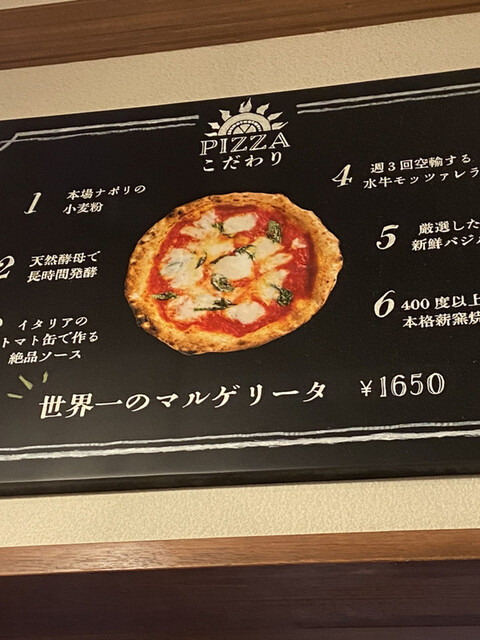 PIZZA
こだわり
1 本場ナポリの
小麦粉
2 天然酵母で
長時間発酵
イタリアの
トマト缶で作る
絶品ソース
4 週3回空輸する
水牛モッツァレラ
5 厳選した
新鮮バジル
6 400度以上
本格薪窯焼
世界一のマルゲリータ ¥1650